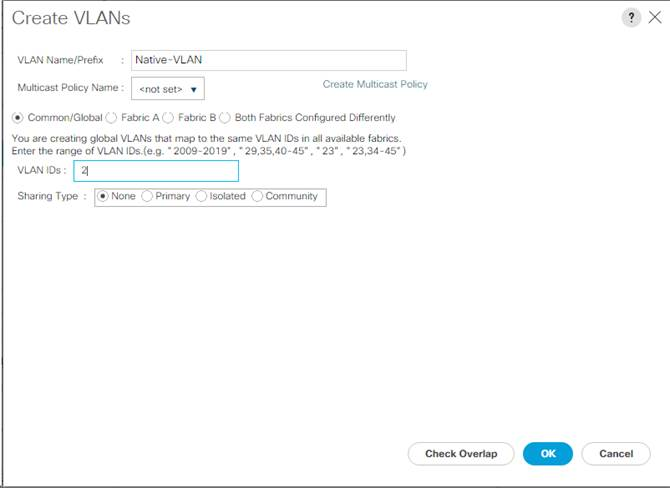 Create VLANs ? ×
VLAN Name/Prefix : Native-VLAN
Multicast Policy Name : <not set> ▼ Create Multicast Policy
Common/Global Fabric A Fabric B Both Fabrics Configured Differently
You are creating global VLANs that map to the same VLAN IDs in all available fabrics.
Enter the range of VLAN IDs.(e.g. "2009-2019" , "29,35,40-45" , "23" , "23,34-45" )
VLAN IDs : 2
Sharing Type : None Primary Isolated Community
Check Overlap OK Cancel